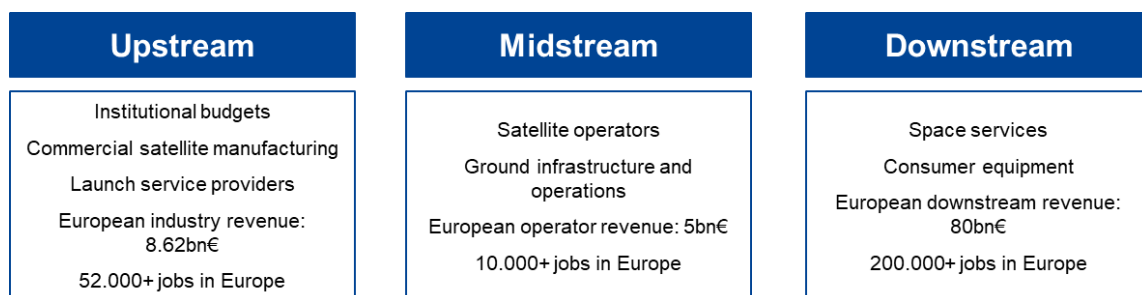 Upstream
Institutional budgets
Commercial satellite manufacturing
Launch service providers
European industry revenue:
8.62bn€
52.000+ jobs in Europe
Midstream
Satellite operators
Ground infrastructure and
operations
European operator revenue: 5bn€
10.000+ jobs in Europe
Downstream
Space services
Consumer equipment
European downstream revenue:
80bn€
200.000+ jobs in Europe